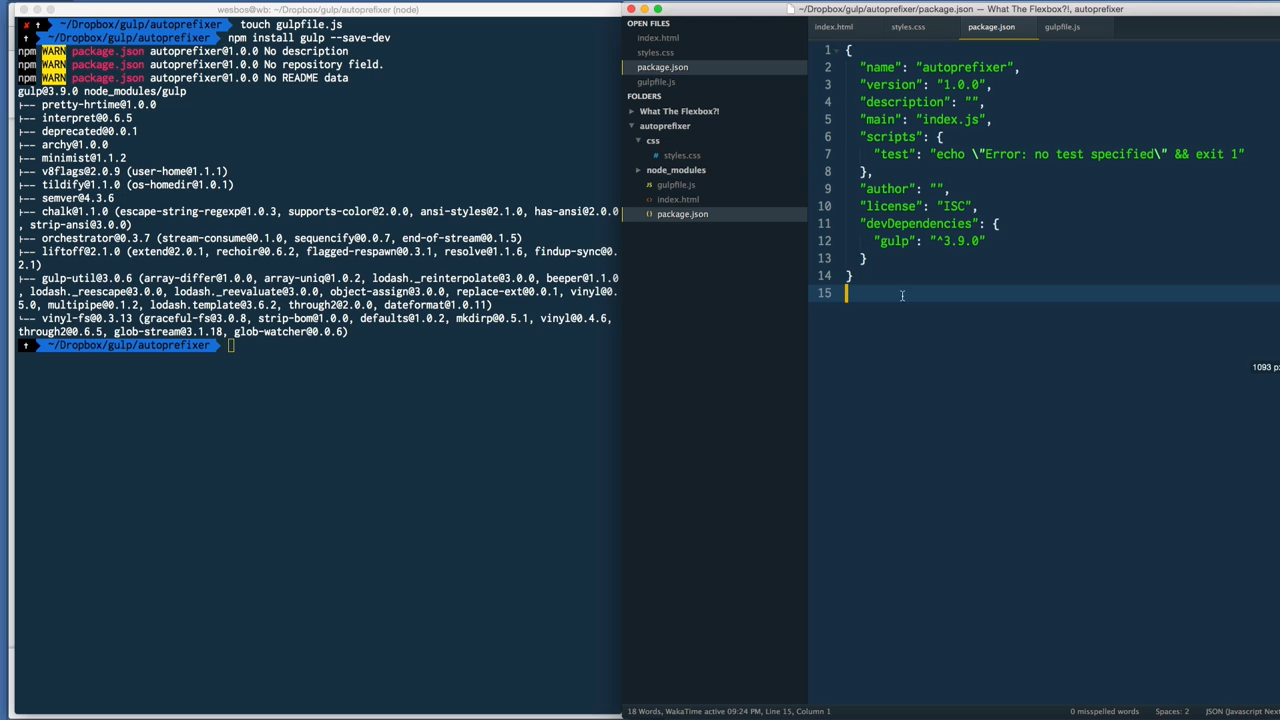 wesbos@wb: ~/Dropbox/gulp/autoprefixer (node)
✘ ↑ ~/Dropbox/gulp/autoprefixer touch gulpfile.js
↑ ~/Dropbox/gulp/autoprefixer npm install gulp --save-dev
npm WARN package.json autoprefixer@1.0.0 No description
npm WARN package.json autoprefixer@1.0.0 No repository field.
npm WARN package.json autoprefixer@1.0.0 No README data
gulp@3.9.0 node_modules/gulp
├── pretty-hrtime@1.0.0
├── interpret@0.6.5
├── deprecated@0.0.1
├── archy@1.0.0
├── minimist@1.1.2
├── v8flags@2.0.9 (user-home@1.1.1)
├── tildify@1.1.0 (os-homedir@1.0.1)
├── semver@4.3.6
├── chalk@1.1.0 (escape-string-regexp@1.0.3, supports-color@2.0.0, ansi-styles@2.1.0, has-ansi@2.0.0
, strip-ansi@3.0.0)
├── orchestrator@0.3.7 (stream-consume@0.1.0, sequencify@0.0.7, end-of-stream@0.1.5)
├── liftoff@2.1.0 (extend@2.0.1, rechoir@0.6.2, flagged-respawn@0.3.1, resolve@1.1.6, findup-sync@0.
2.1)
├── gulp-util@3.0.6 (array-differ@1.0.0, array-uniq@1.0.2, lodash._reinterpolate@3.0.0, beeper@1.1.0
, lodash._reescape@3.0.0, lodash._reevaluate@3.0.0, object-assign@3.0.0, replace-ext@0.0.1, vinyl@0.
5.0, multipipe@0.1.2, lodash.template@3.6.2, through2@2.0.0, dateformat@1.0.11)
└── vinyl-fs@0.3.13 (graceful-fs@3.0.8, strip-bom@1.0.0, defaults@1.0.2, mkdirp@0.5.1, vinyl@0.4.6,
through2@0.6.5, glob-stream@3.1.18, glob-watcher@0.0.6)
↑ ~/Dropbox/gulp/autoprefixer
~/Dropbox/gulp/autoprefixer/package.json — What The Flexbox?!, autoprefixer
OPEN FILES
index.html
styles.css
package.json
gulpfile.js
FOLDERS
What The Flexbox?!
autoprefixer
css
# styles.css
node_modules
gulpfile.js
index.html
{} package.json
index.html styles.css package.json gulpfile.js
1 {
2 "name": "autoprefixer",
3 "version": "1.0.0",
4 "description": "",
5 "main": "index.js",
6 "scripts": {
7 "test": "echo \"Error: no test specified\" && exit 1"
8 },
9 "author": "",
10 "license": "ISC",
11 "devDependencies": {
12 "gulp": "^3.9.0"
13 }
14 }
15
1093 p
18 Words, WakaTime active 09:24 PM, Line 15, Column 1
0 misspelled words
Spaces: 2
JSON (Javascript Nex